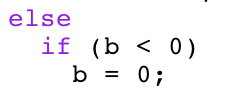 else
  if (b < 0)
    b = 0;